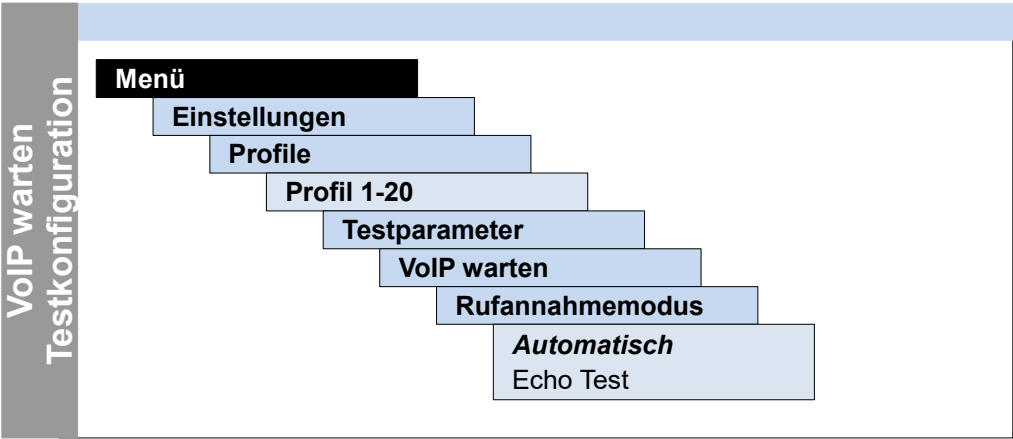 VoIP warten
Testkonfiguration
Menü
Einstellungen
Profile
Profil 1-20
Testparameter
VoIP warten
Rufannahmemodus
Automatisch
Echo Test